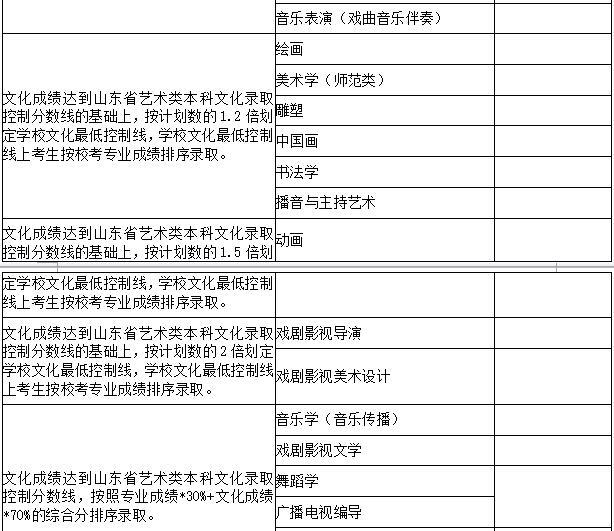 音乐表演（戏曲音乐伴奏）
文化成绩达到山东省艺术类本科文化录取
控制分数线的基础上，按计划数的1.2倍划
定学校文化最低控制线，学校文化最低控制
线上考生按校考专业成绩排序录取。
绘画
美术学（师范类）
雕塑
中国画
书法学
播音与主持艺术
文化成绩达到山东省艺术类本科文化录取
控制分数线的基础上，按计划数的1.5倍划
动画
定学校文化最低控制线，学校文化最低控制
线上考生按校考专业成绩排序录取。
文化成绩达到山东省艺术类本科文化录取
控制分数线的基础上，按计划数的2倍划定
学校文化最低控制线，学校文化最低控制线
上考生按校考专业成绩排序录取。
戏剧影视导演
戏剧影视美术设计
文化成绩达到山东省艺术类本科文化录取
控制分数线，按照专业成绩*30%+文化成绩
*70%的综合分排序录取。
音乐学（音乐传播）
戏剧影视文学
舞蹈学
广播电视编导